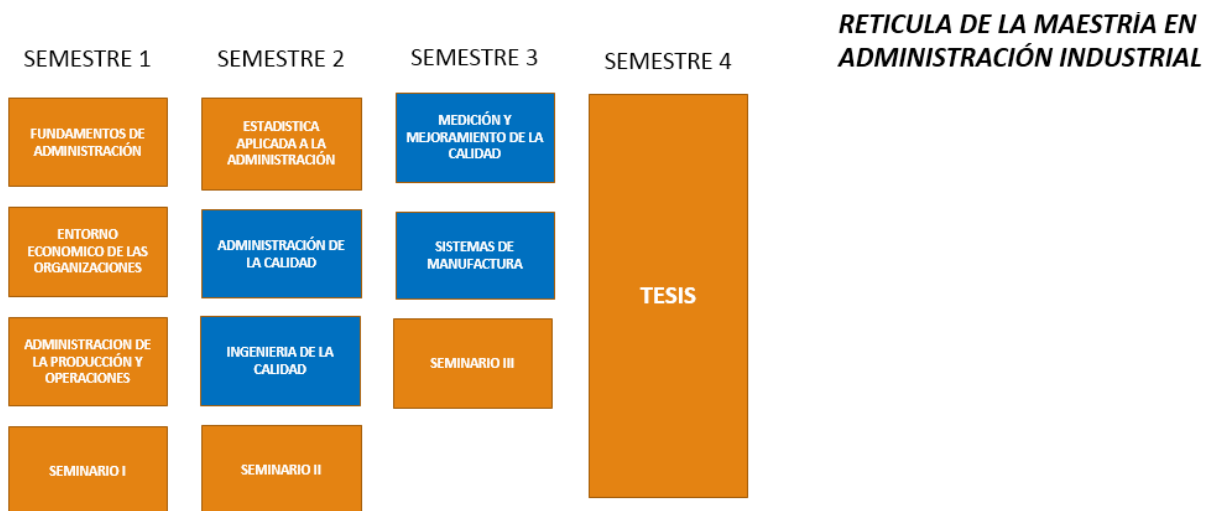 RETICULA DE LA MAESTRÍA EN
ADMINISTRACIÓN INDUSTRIAL
SEMESTRE 1
FUNDAMENTOS DE
ADMINISTRACIÓN
ENTORNO
ECONOMICO DE LAS
ORGANIZACIONES
ADMINISTRACION DE
LA PRODUCCIÓN Y
OPERACIONES
SEMINARIO I
SEMESTRE 2
ESTADISTICA
APLICADA A LA
ADMINISTRACIÓN
ADMINISTRACIÓN DE
LA CALIDAD
INGENIERIA DE LA
CALIDAD
SEMINARIO II
SEMESTRE 3
MEDICIÓN Y
MEJORAMIENTO DE LA
CALIDAD
SISTEMAS DE
MANUFACTURA
SEMINARIO III
SEMESTRE 4
TESIS